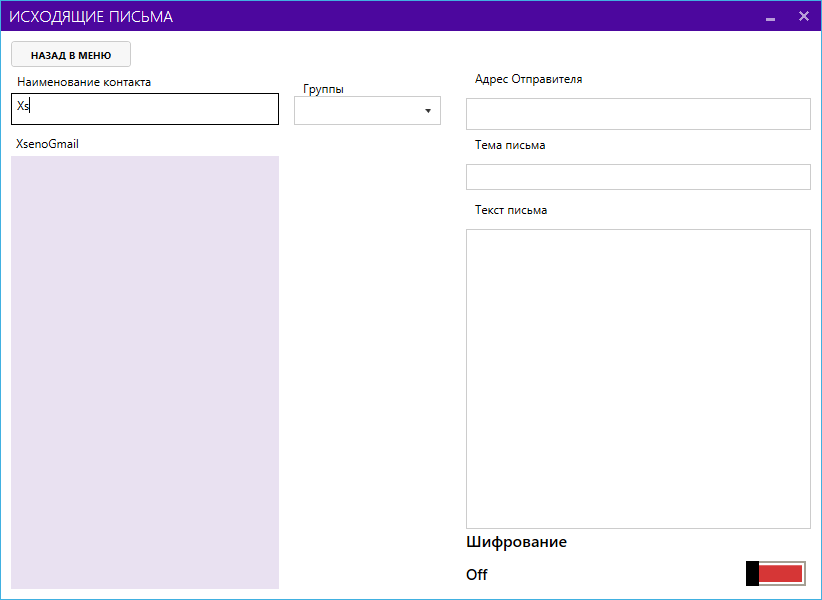 ИСХОДЯЩИЕ ПИСЬМА
НАЗАД В МЕНЮ
Наименование контакта
Xs
XsenoGmail
Группы
Адрес Отправителя
Тема письма
Текст письма
Шифрование
Off